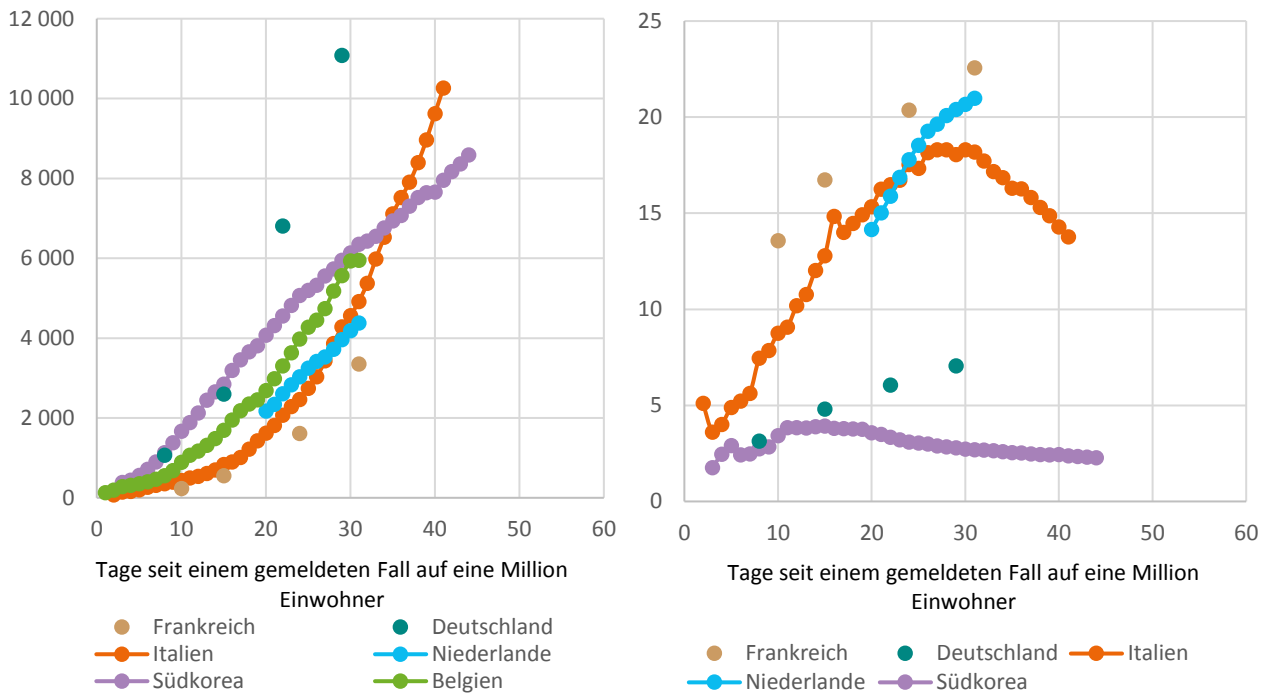 12 000
10 000
8 000
6 000
4 000
2 000
0
0 10 20 30 40 50 60
Tage seit einem gemeldeten Fall auf eine Million
Einwohner
Frankreich Deutschland
Italien Niederlande
Südkorea Belgien
25
20
15
10
5
0
0 10 20 30 40 50 60
Tage seit einem gemeldeten Fall auf eine Million
Einwohner
Frankreich Deutschland Italien
Niederlande Südkorea